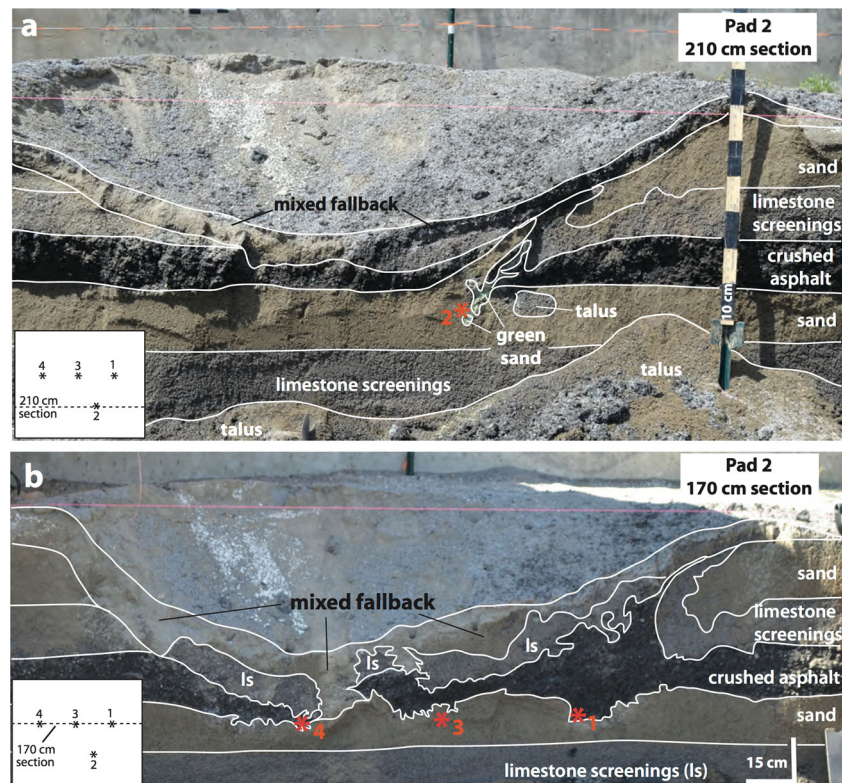 a
Pad 2
210 cm section
sand
mixed fallback
limestone
screenings
crushed
asphalt
10 cm
2
talus
sand
green
sand
4 3 1
* * *
210 cm
section
*
2
limestone screenings
talus
talus
b
Pad 2
170 cm section
sand
mixed fallback
limestone
screenings
ls
ls
ls
crushed asphalt
4 3 1
* * *
170 cm
section
*
2
* 4
* 3
* 1
sand
limestone screenings (ls)
15 cm